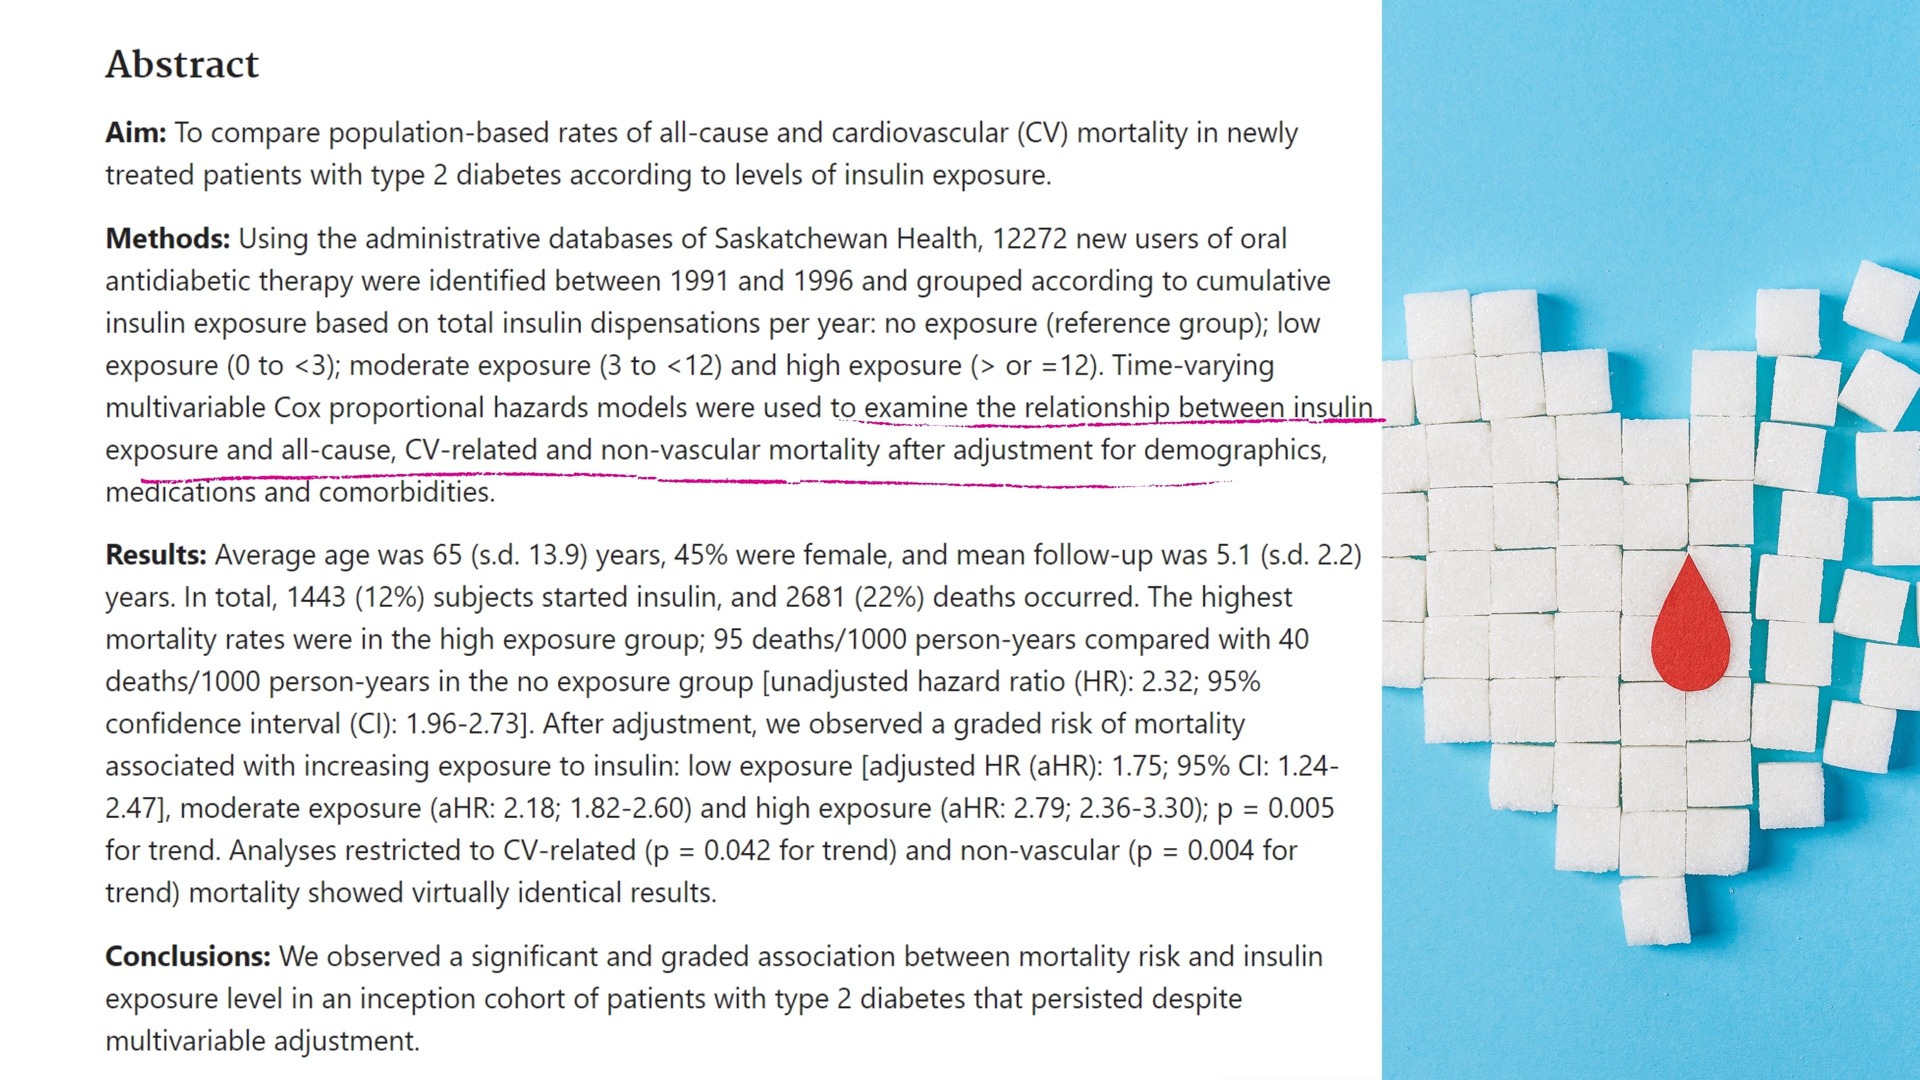 Abstract
Aim: To compare population-based rates of all-cause and cardiovascular (CV) mortality in newly
treated patients with type 2 diabetes according to levels of insulin exposure.
Methods: Using the administrative databases of Saskatchewan Health, 12272 new users of oral
antidiabetic therapy were identified between 1991 and 1996 and grouped according to cumulative
insulin exposure based on total insulin dispensations per year: no exposure (reference group); low
exposure (0 to <3); moderate exposure (3 to <12) and high exposure (> or =12). Time-varying
multivariable Cox proportional hazards models were used to examine the relationship between insulin
exposure and all-cause, CV-related and non-vascular mortality after adjustment for demographics,
medications and comorbidities.
Results: Average age was 65 (s.d. 13.9) years, 45% were female, and mean follow-up was 5.1 (s.d. 2.2)
years. In total, 1443 (12%) subjects started insulin, and 2681 (22%) deaths occurred. The highest
mortality rates were in the high exposure group; 95 deaths/1000 person-years compared with 40
deaths/1000 person-years in the no exposure group [unadjusted hazard ratio (HR): 2.32; 95%
confidence interval (CI): 1.96-2.73]. After adjustment, we observed a graded risk of mortality
associated with increasing exposure to insulin: low exposure [adjusted HR (aHR): 1.75; 95% CI: 1.24-
2.47], moderate exposure (aHR: 2.18; 1.82-2.60) and high exposure (aHR: 2.79; 2.36-3.30); p = 0.005
for trend. Analyses restricted to CV-related (p = 0.042 for trend) and non-vascular (p = 0.004 for
trend) mortality showed virtually identical results.
Conclusions: We observed a significant and graded association between mortality risk and insulin
exposure level in an inception cohort of patients with type 2 diabetes that persisted despite
multivariable adjustment.